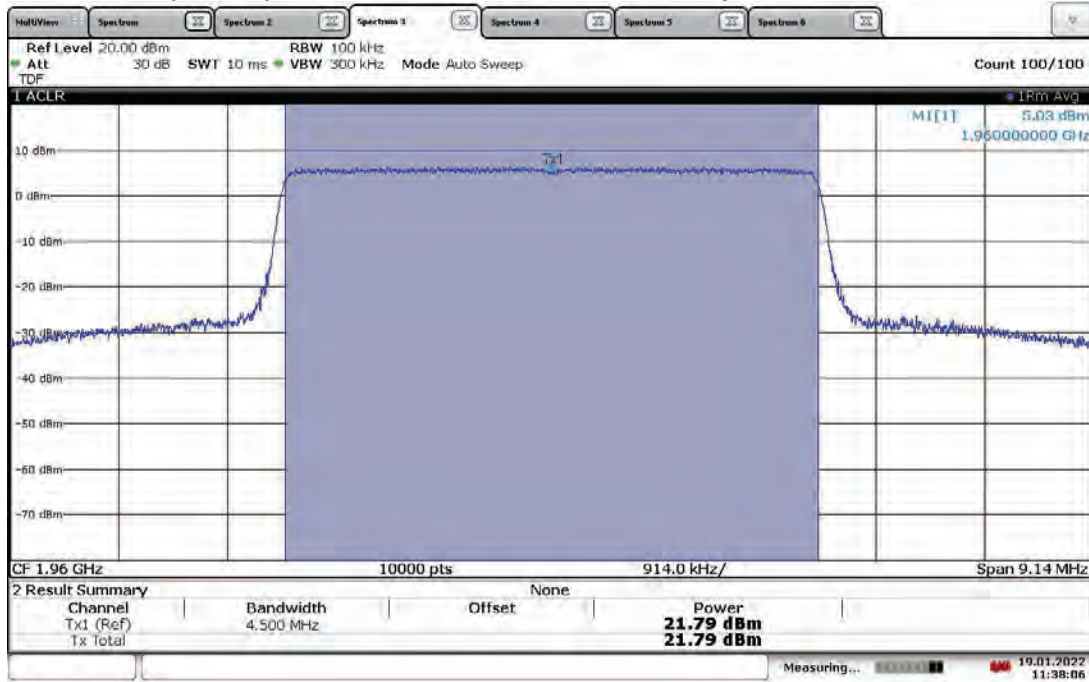 MultiView Spectrum Spectrum 2 Spectrum 3 Spectrum 4 Spectrum 5 Spectrum 6
Ref Level 20.00 dBm RBW 100 kHz
Att 30 dB SWT 10 ms VBW 300 kHz Mode Auto Sweep Count 100/100
TDF
1 ACLR 1Rm Avg
M1[1] 5.03 dBm
1.960000000 GHz
10 dBm
Tx1
0 dBm
-10 dBm
-20 dBm
-30 dBm
-40 dBm
-50 dBm
-60 dBm
-70 dBm
CF 1.96 GHz 10000 pts 914.0 kHz/ Span 9.14 MHz
2 Result Summary None
Channel Bandwidth Offset Power
Tx1 (Ref) 4.500 MHz 21.79 dBm
Tx Total 21.79 dBm
Measuring... 19.01.2022
11:38:06